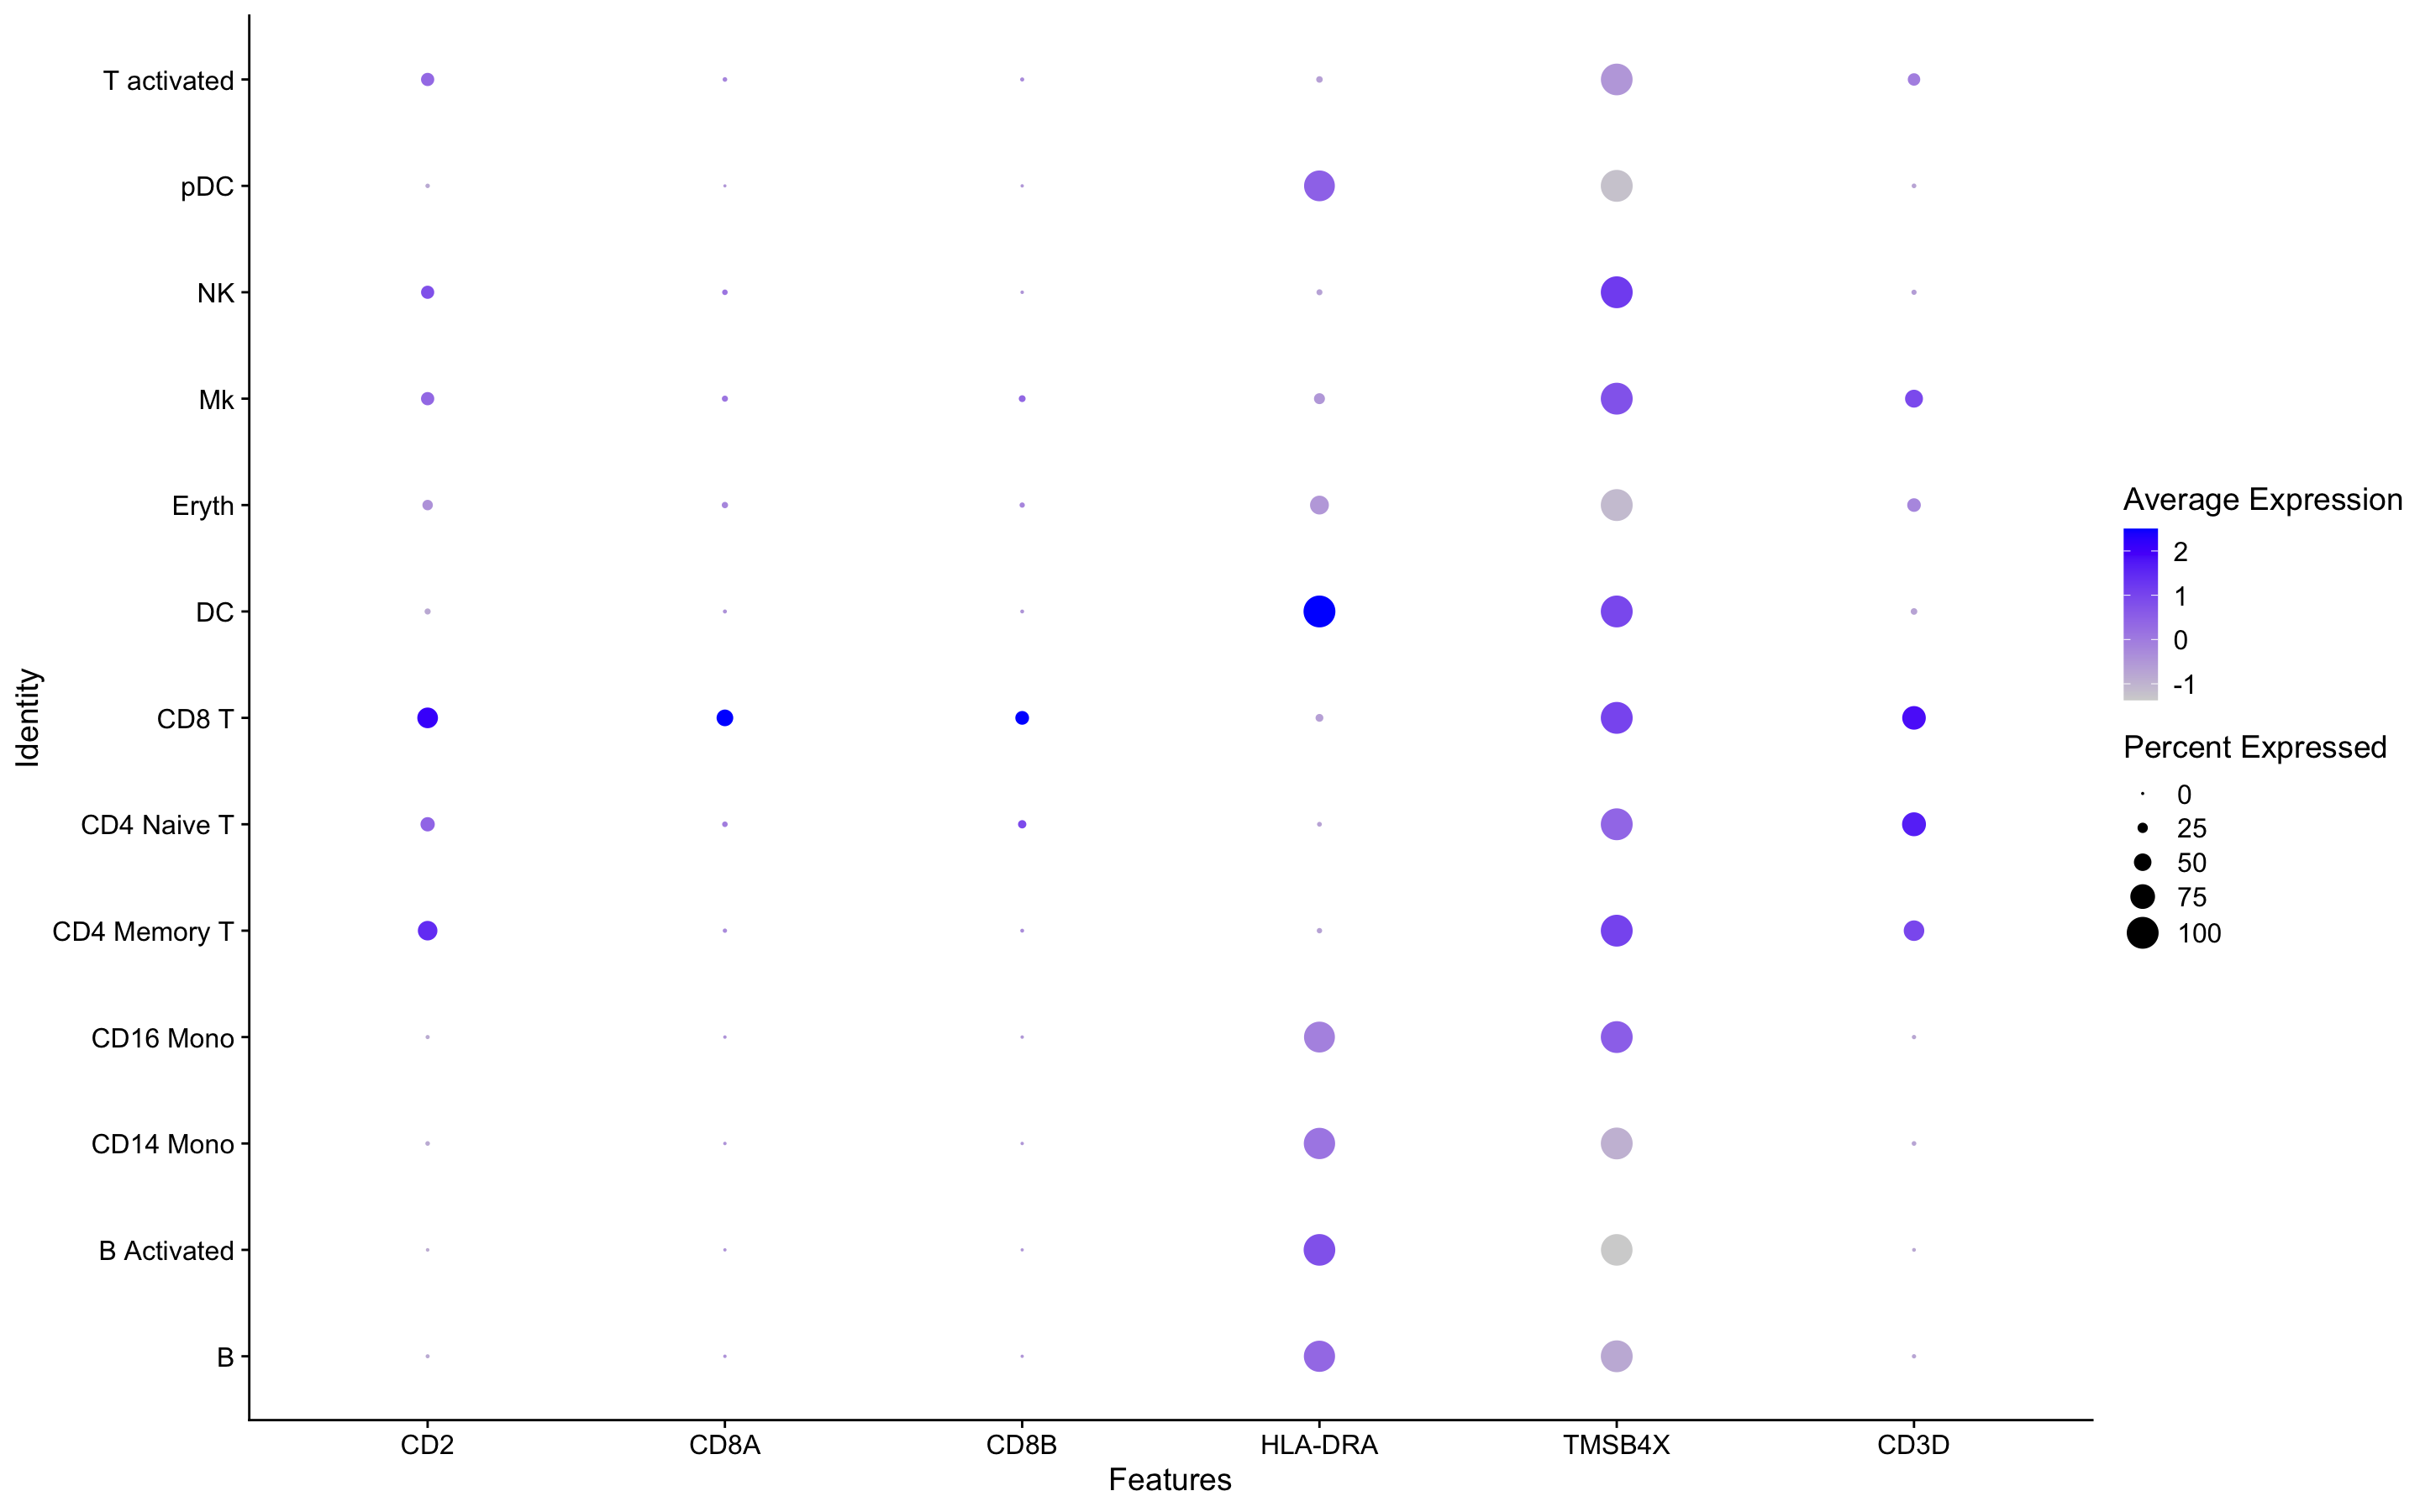 T activated
pDC
NK
Mk
Eryth
DC
CD8 T
CD4 Naive T
CD4 Memory T
CD16 Mono
CD14 Mono
B Activated
B
Identity
CD2 CD8A CD8B HLA-DRA TMSB4X CD3D
Features
Average Expression
2
1
0
-1
Percent Expressed
0
25
50
75
100